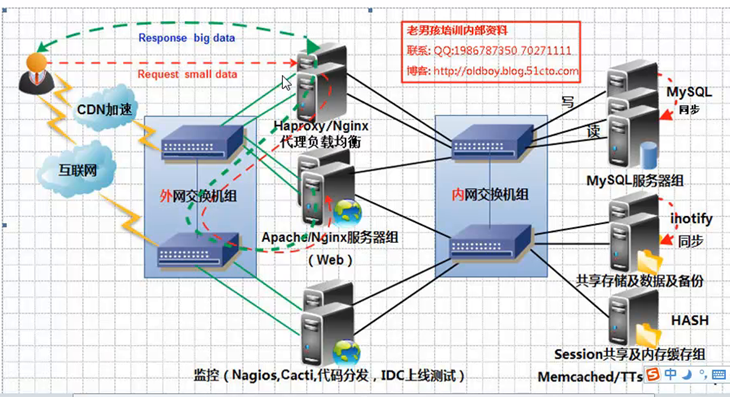 Response big data
Request small data
CDN加速
互联网
外网交换机组
Haproxy/Nginx
代理负载均衡
Apache/Nginx服务器组
（Web）
监控（Nagios,Cacti,代码分发，IDC上线测试）
老男孩培训内部资料
联系: QQ:1986787350 70271111
博客: http://oldboy.blog.51cto.com
内网交换机组
写
读
MySQL
同步
MySQL服务器组
inotify
同步
共享存储及数据及备份
HASH
Session共享及内存缓存组
Memcached/TTs
中